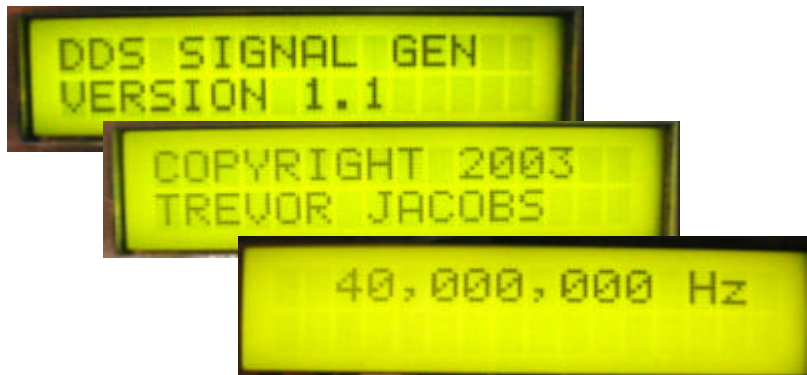 DDS SIGNAL GEN
VERSION 1.1
COPYRIGHT 2003
TREVOR JACOBS
40,000,000 Hz